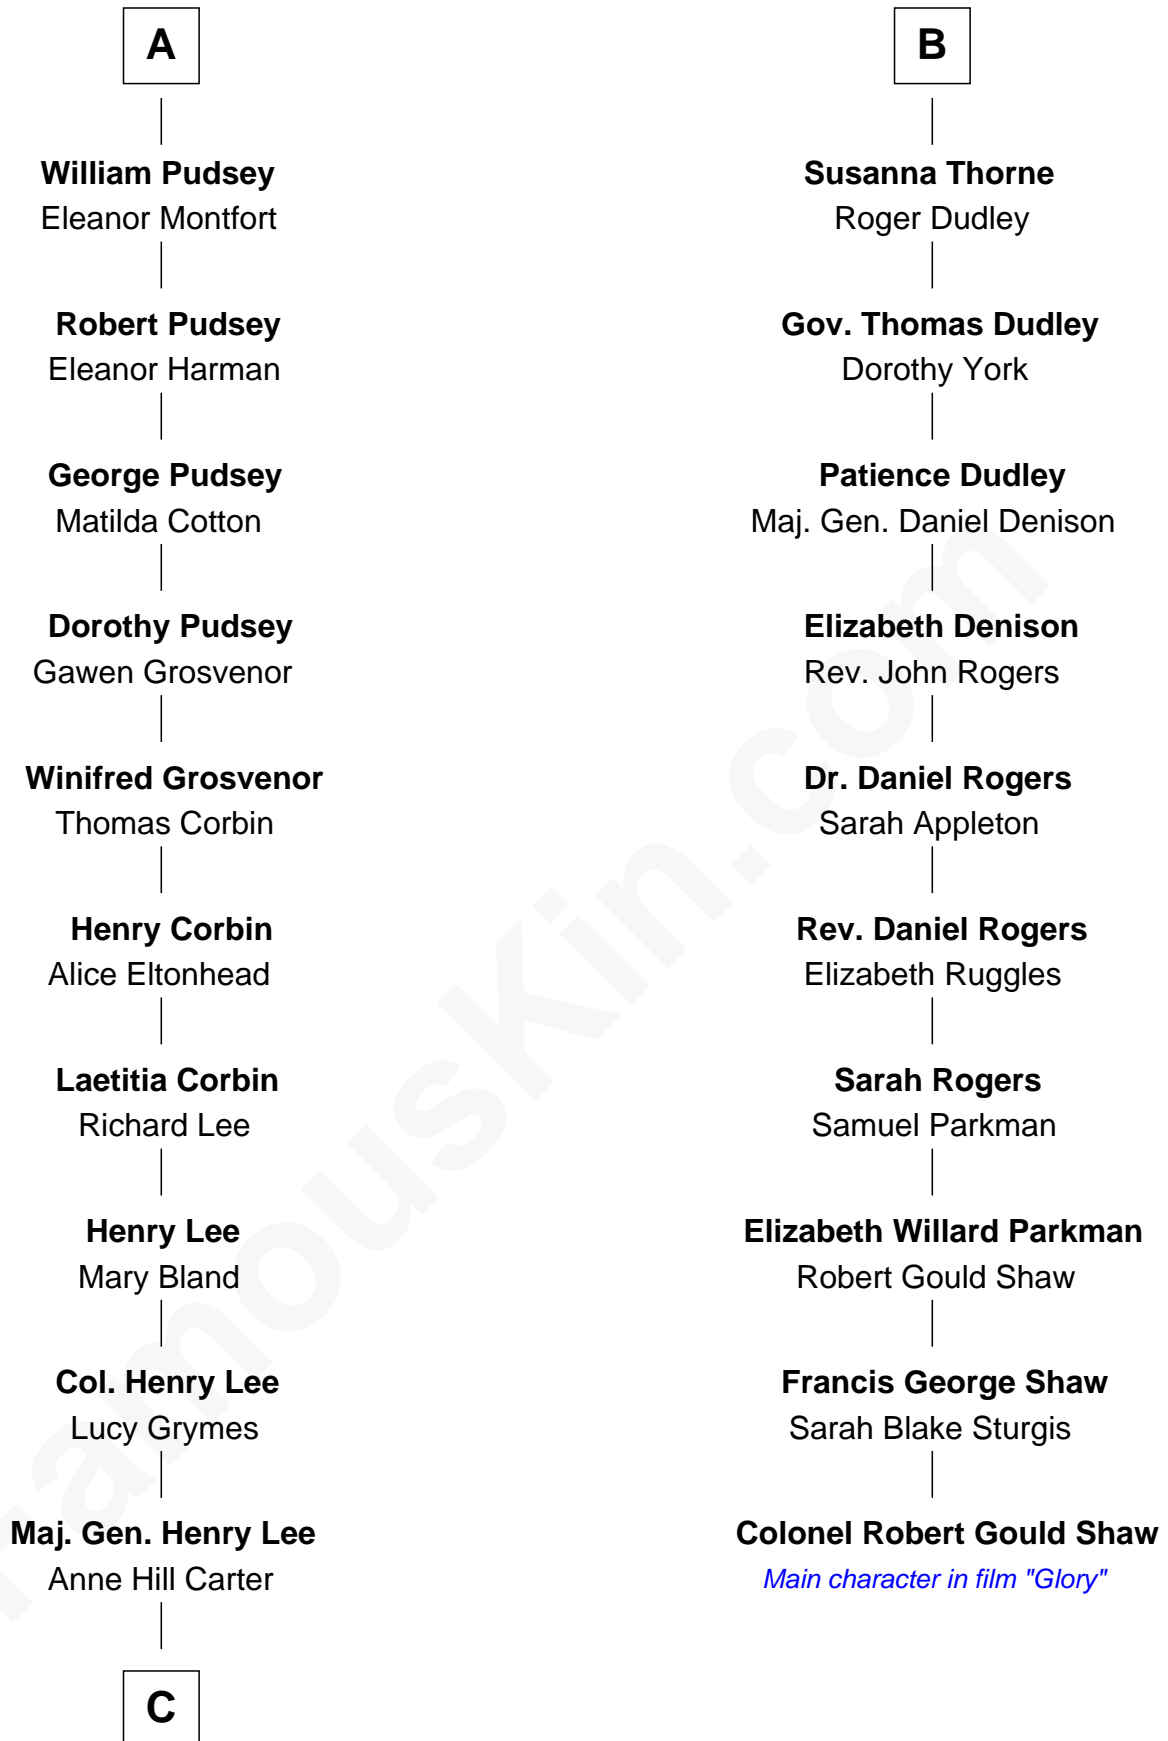 A
William Pudsey
Eleanor Montfort
Robert Pudsey
Eleanor Harman
George Pudsey
Matilda Cotton
Dorothy Pudsey
Gawen Grosvenor
Winifred Grosvenor
Thomas Corbin
Henry Corbin
Alice Eltonhead
Laetitia Corbin
Richard Lee
Henry Lee
Mary Bland
Col. Henry Lee
Lucy Grymes
Maj. Gen. Henry Lee
Anne Hill Carter
C
B
Susanna Thorne
Roger Dudley
Gov. Thomas Dudley
Dorothy York
Patience Dudley
Maj. Gen. Daniel Denison
Elizabeth Denison
Rev. John Rogers
Dr. Daniel Rogers
Sarah Appleton
Rev. Daniel Rogers
Elizabeth Ruggles
Sarah Rogers
Samuel Parkman
Elizabeth Willard Parkman
Robert Gould Shaw
Francis George Shaw
Sarah Blake Sturgis
Colonel Robert Gould Shaw
Main character in film "Glory"
FamousKin.com